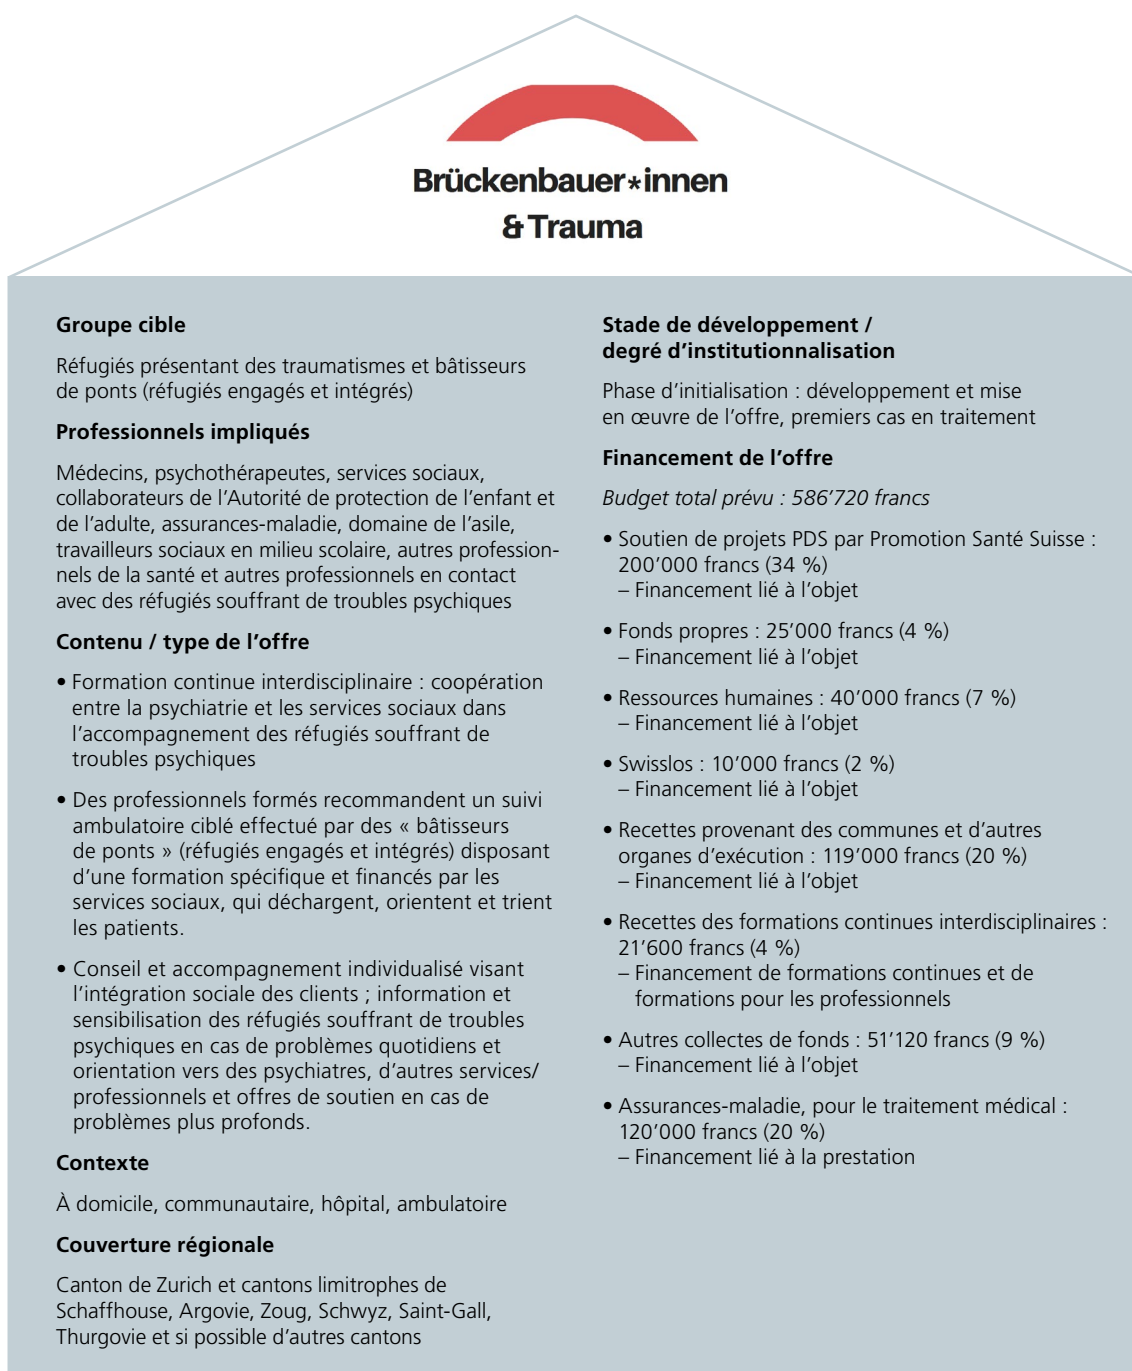 Brückenbauer*innen
& Trauma
Groupe cible
Réfugiés présentant des traumatismes et bâtisseurs
de ponts (réfugiés engagés et intégrés)
Professionnels impliqués
Médecins, psychothérapeutes, services sociaux,
collaborateurs de l'Autorité de protection de l'enfant et
de l'adulte, assurances-maladie, domaine de l'asile,
travailleurs sociaux en milieu scolaire, autres profession-
nels de la santé et autres professionnels en contact
avec des réfugiés souffrant de troubles psychiques
Contenu / type de l'offre
• Formation continue interdisciplinaire : coopération
entre la psychiatrie et les services sociaux dans
l'accompagnement des réfugiés souffrant de
troubles psychiques
• Des professionnels formés recommandent un suivi
ambulatoire ciblé effectué par des « bâtisseurs
de ponts » (réfugiés engagés et intégrés) disposant
d'une formation spécifique et financés par les
services sociaux, qui déchargent, orientent et trient
les patients.
• Conseil et accompagnement individualisé visant
l'intégration sociale des clients ; information et
sensibilisation des réfugiés souffrant de troubles
psychiques en cas de problèmes quotidiens et
orientation vers des psychiatres, d'autres services/
professionnels et offres de soutien en cas de
problèmes plus profonds.
Contexte
À domicile, communautaire, hôpital, ambulatoire
Couverture régionale
Canton de Zurich et cantons limitrophes de
Schaffhouse, Argovie, Zoug, Schwyz, Saint-Gall,
Thurgovie et si possible d'autres cantons
Stade de développement /
degré d'institutionnalisation
Phase d'initialisation : développement et mise
en œuvre de l'offre, premiers cas en traitement
Financement de l'offre
Budget total prévu : 586'720 francs
• Soutien de projets PDS par Promotion Santé Suisse :
200'000 francs (34 %)
– Financement lié à l'objet
• Fonds propres : 25'000 francs (4 %)
– Financement lié à l'objet
• Ressources humaines : 40'000 francs (7 %)
– Financement lié à l'objet
• Swisslos : 10'000 francs (2 %)
– Financement lié à l'objet
• Recettes provenant des communes et d'autres
organes d'exécution : 119'000 francs (20 %)
– Financement lié à l'objet
• Recettes des formations continues interdisciplinaires :
21'600 francs (4 %)
– Financement de formations continues et de
formations pour les professionnels
• Autres collectes de fonds : 51'120 francs (9 %)
– Financement lié à l'objet
• Assurances-maladie, pour le traitement médical :
120'000 francs (20 %)
– Financement lié à la prestation